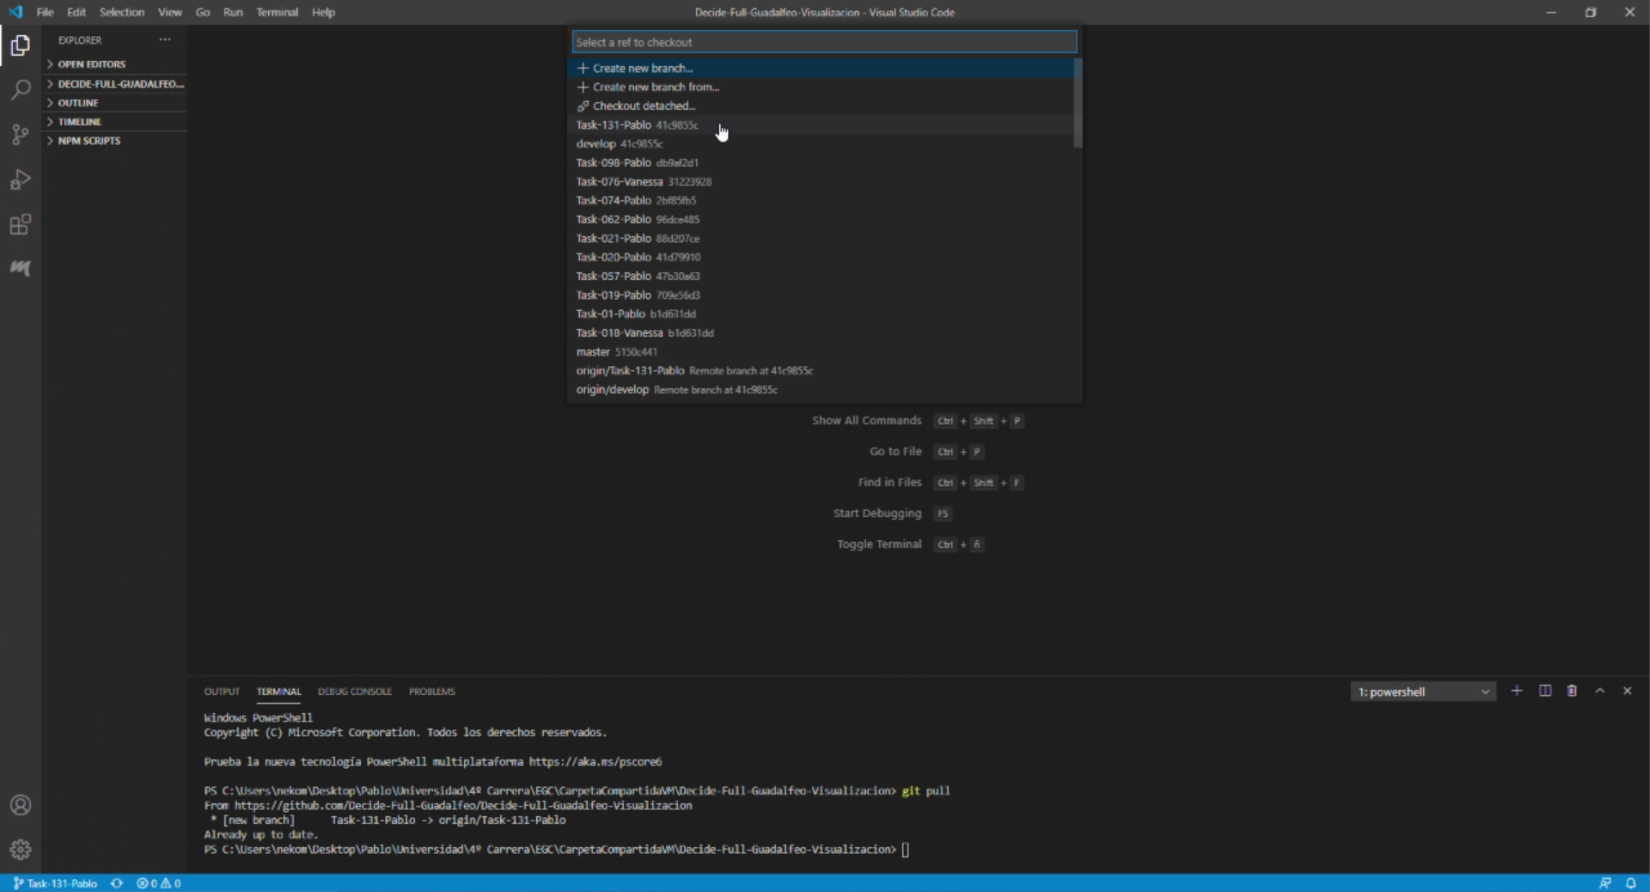 File Edit Selection View Go Run Terminal Help
Decide-Full-Guadalfeo-Visualizacion - Visual Studio Code
EXPLORER
OPEN EDITORS
DECIDE-FULL-GUADALFEO...
OUTLINE
TIMELINE
NPM SCRIPTS
Select a ref to checkout
Create new branch...
Create new branch from...
Checkout detached...
Task-131-Pablo 41c9855c
develop 41c9855c
Task-098-Pablo db9af2d1
Task-076-Vanessa 31223928
Task-074-Pablo 2bf85fb5
Task-062-Pablo 96dce485
Task-021-Pablo 88d207ce
Task-020-Pablo 41d79910
Task-057-Pablo 47b30a63
Task-019-Pablo 709e56d3
Task-01-Pablo b1d631dd
Task-018-Vanessa b1d631dd
master 5150c441
origin/Task-131-Pablo Remote branch at 41c9855c
origin/develop Remote branch at 41c9855c
Show All Commands Ctrl + Shift + P
Go to File Ctrl + P
Find in Files Ctrl + Shift + F
Start Debugging F5
Toggle Terminal Ctrl + ñ
OUTPUT TERMINAL DEBUG CONSOLE PROBLEMS
1: powershell
Windows PowerShell
Copyright (C) Microsoft Corporation. Todos los derechos reservados.
Prueba la nueva tecnología PowerShell multiplataforma https://aka.ms/pscore6
PS C:\Users\nekom\Desktop\Pablo\Universidad\4º Carrera\EGC\CarpetaCompartidaVM\Decide-Full-Guadalfeo-Visualizacion> git pull
From https://github.com/Decide-Full-Guadalfeo/Decide-Full-Guadalfeo-Visualizacion
* [new branch] Task-131-Pablo -> origin/Task-131-Pablo
Already up to date.
PS C:\Users\nekom\Desktop\Pablo\Universidad\4º Carrera\EGC\CarpetaCompartidaVM\Decide-Full-Guadalfeo-Visualizacion>
Task-131-Pablo 0 0